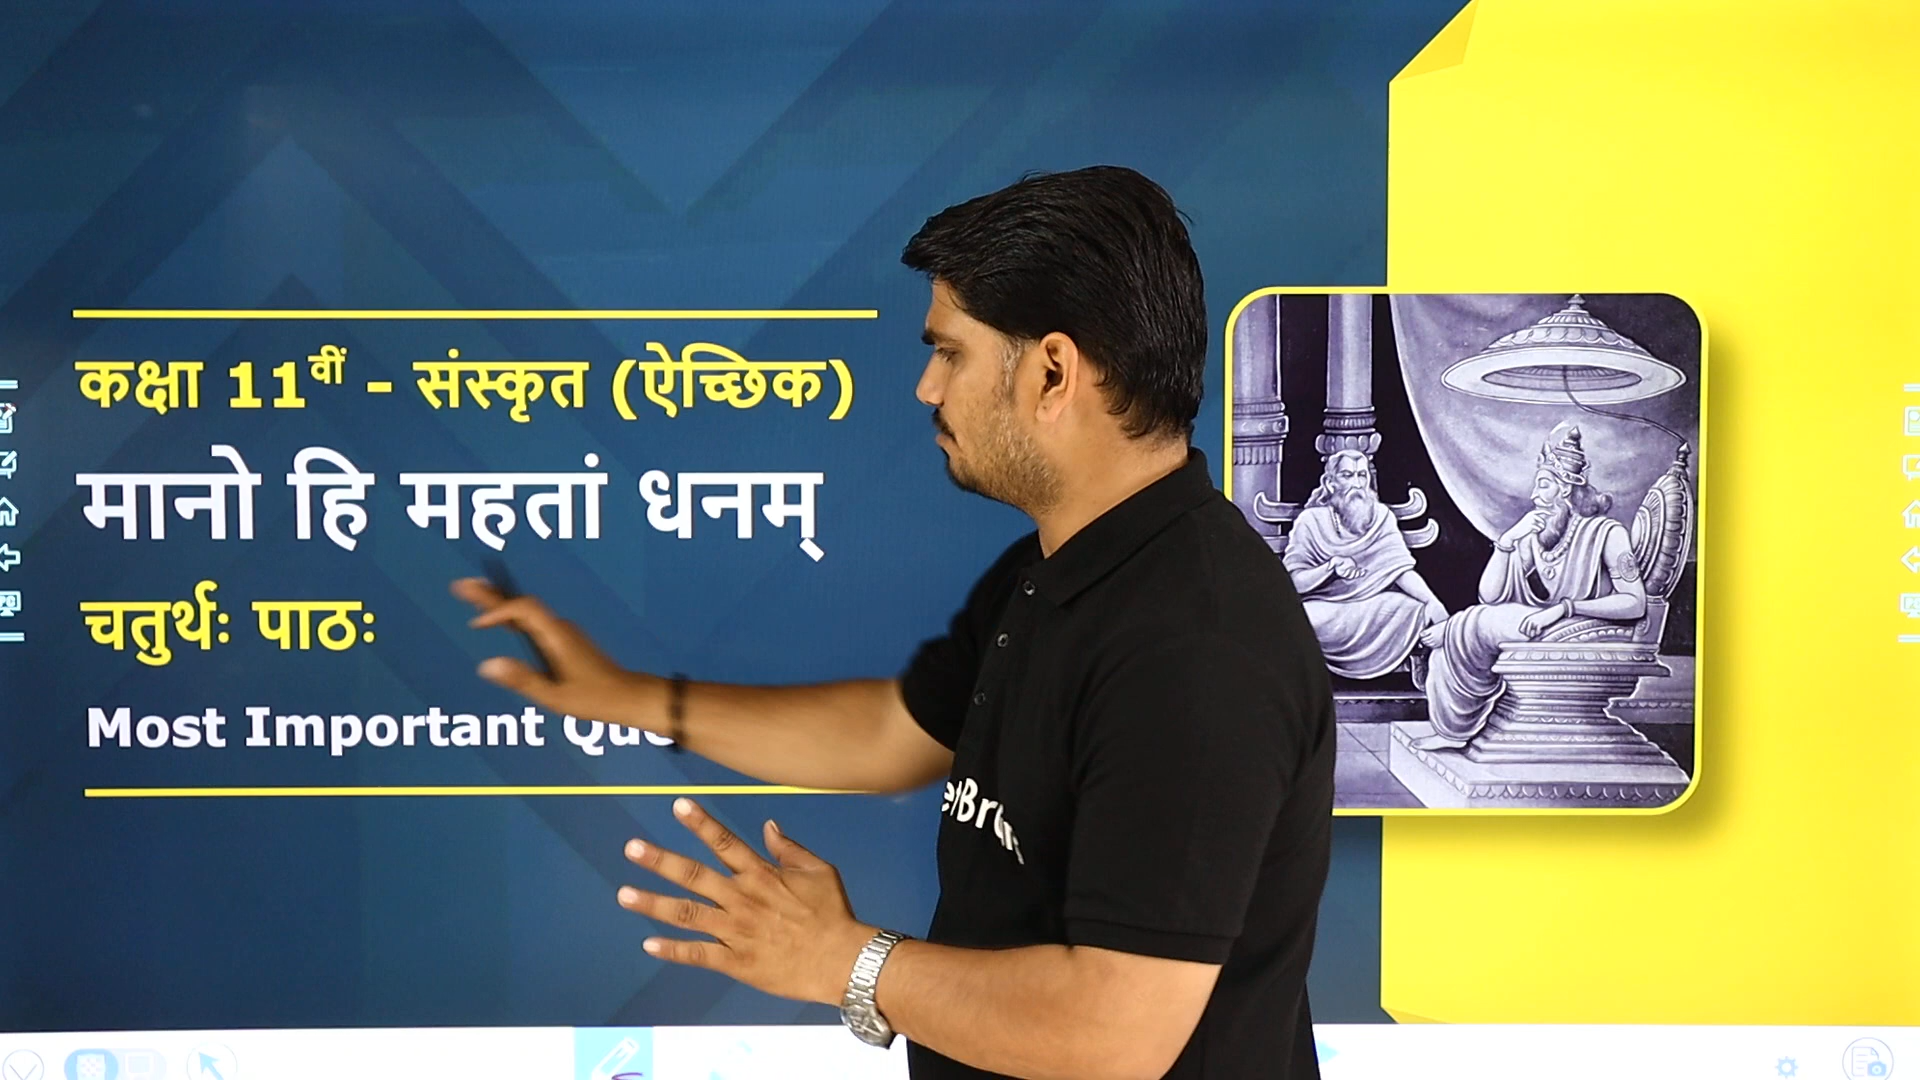 कक्षा 11वीं - संस्कृत (ऐच्छिक)
मानो हि महतां धनम्
चतुर्थः पाठः
Most Important